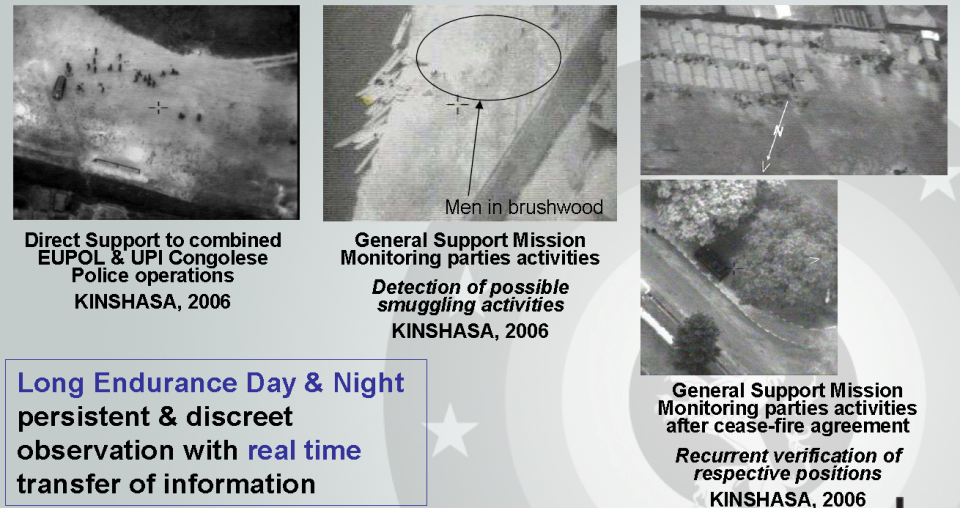 Men in brushwood
N
Direct Support to combined
EUPOL & UPI Congolese
Police operations
KINSHASA, 2006
General Support Mission
Monitoring parties activities
Detection of possible
smuggling activities
KINSHASA, 2006
General Support Mission
Monitoring parties activities
after cease-fire agreement
Recurrent verification of
respective positions
KINSHASA, 2006
Long Endurance Day & Night
persistent & discreet
observation with real time
transfer of information